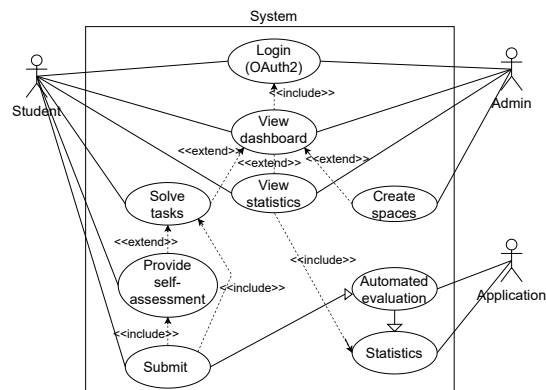 System
Login
(OAuth2)
Student
Admin
<<include>>
View
dashboard
<<extend>>
<<extend>>
<<extend>>
Solve
tasks
View
statistics
Create
spaces
<<extend>>
Provide
self-
assessment
<<include>>
<<include>>
Automated
evaluation
Application
<<include>>
Submit
Statistics